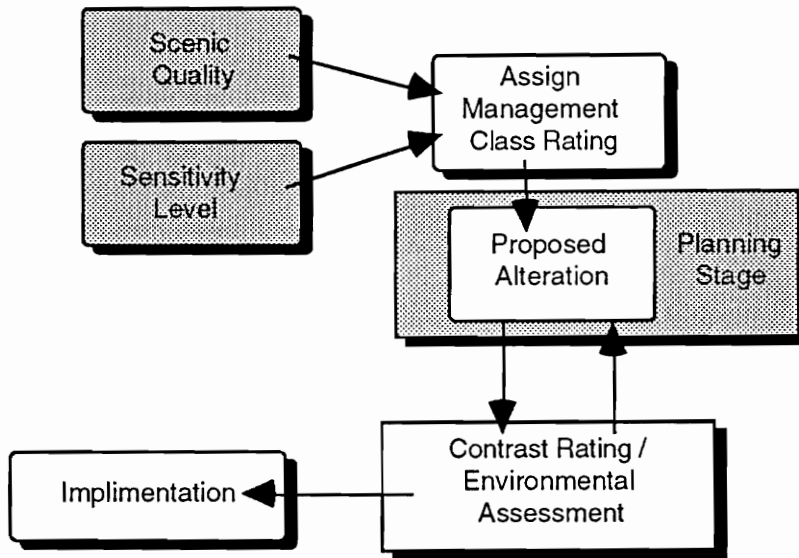 Scenic
Quality
Assign
Management
Class Rating
Sensitivity
Level
Proposed
Alteration
Planning
Stage
Contrast Rating /
Environmental
Assessment
Implimentation